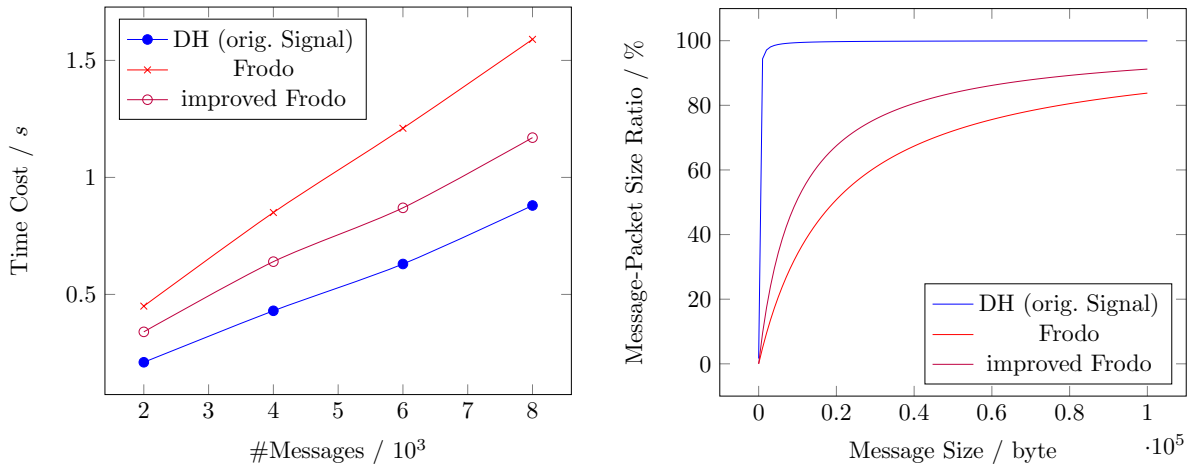 DH (orig. Signal)
Frodo
improved Frodo
1.5
1
0.5
Time Cost / s
2 3 4 5 6 7 8
#Messages / 10³
100
80
60
40
20
0
Message-Packet Size Ratio / %
DH (orig. Signal)
Frodo
improved Frodo
0 0.2 0.4 0.6 0.8 1
Message Size / byte
·10⁵